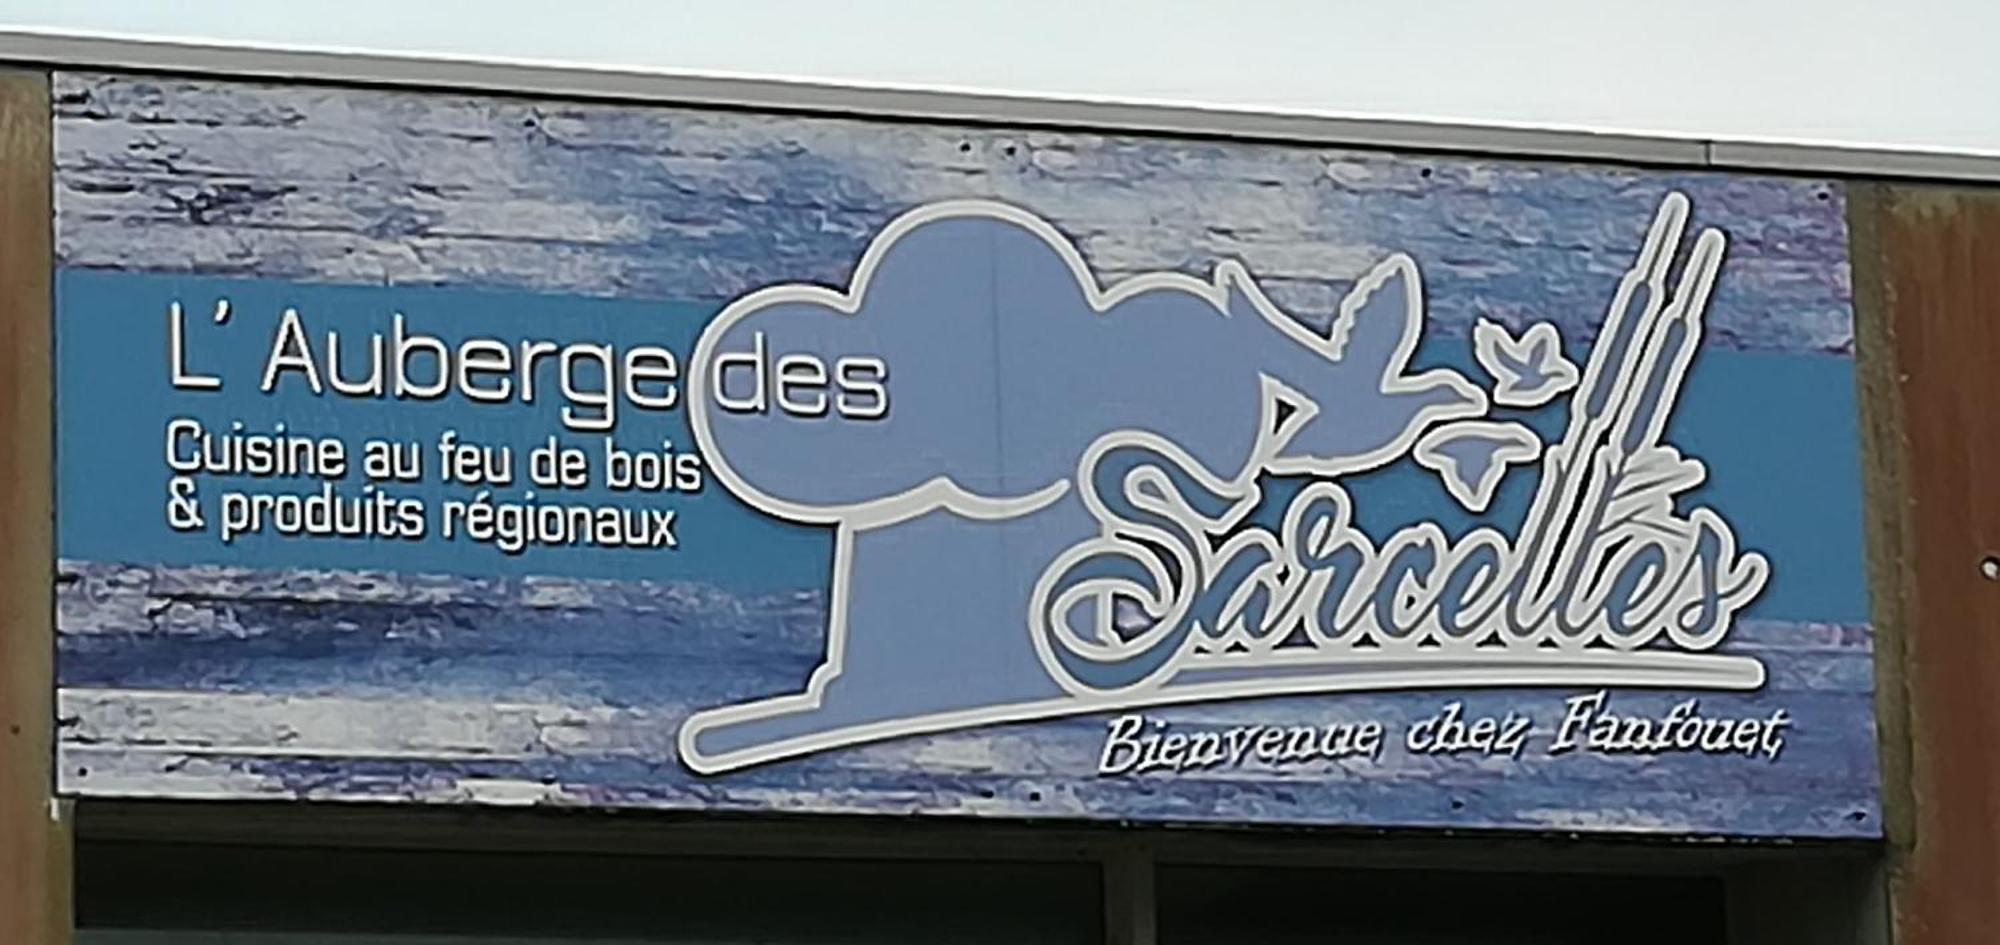 L' Auberge des
Sarcelles
Cuisine au feu de bois
& produits régionaux
Bienvenue chez Fanfouet